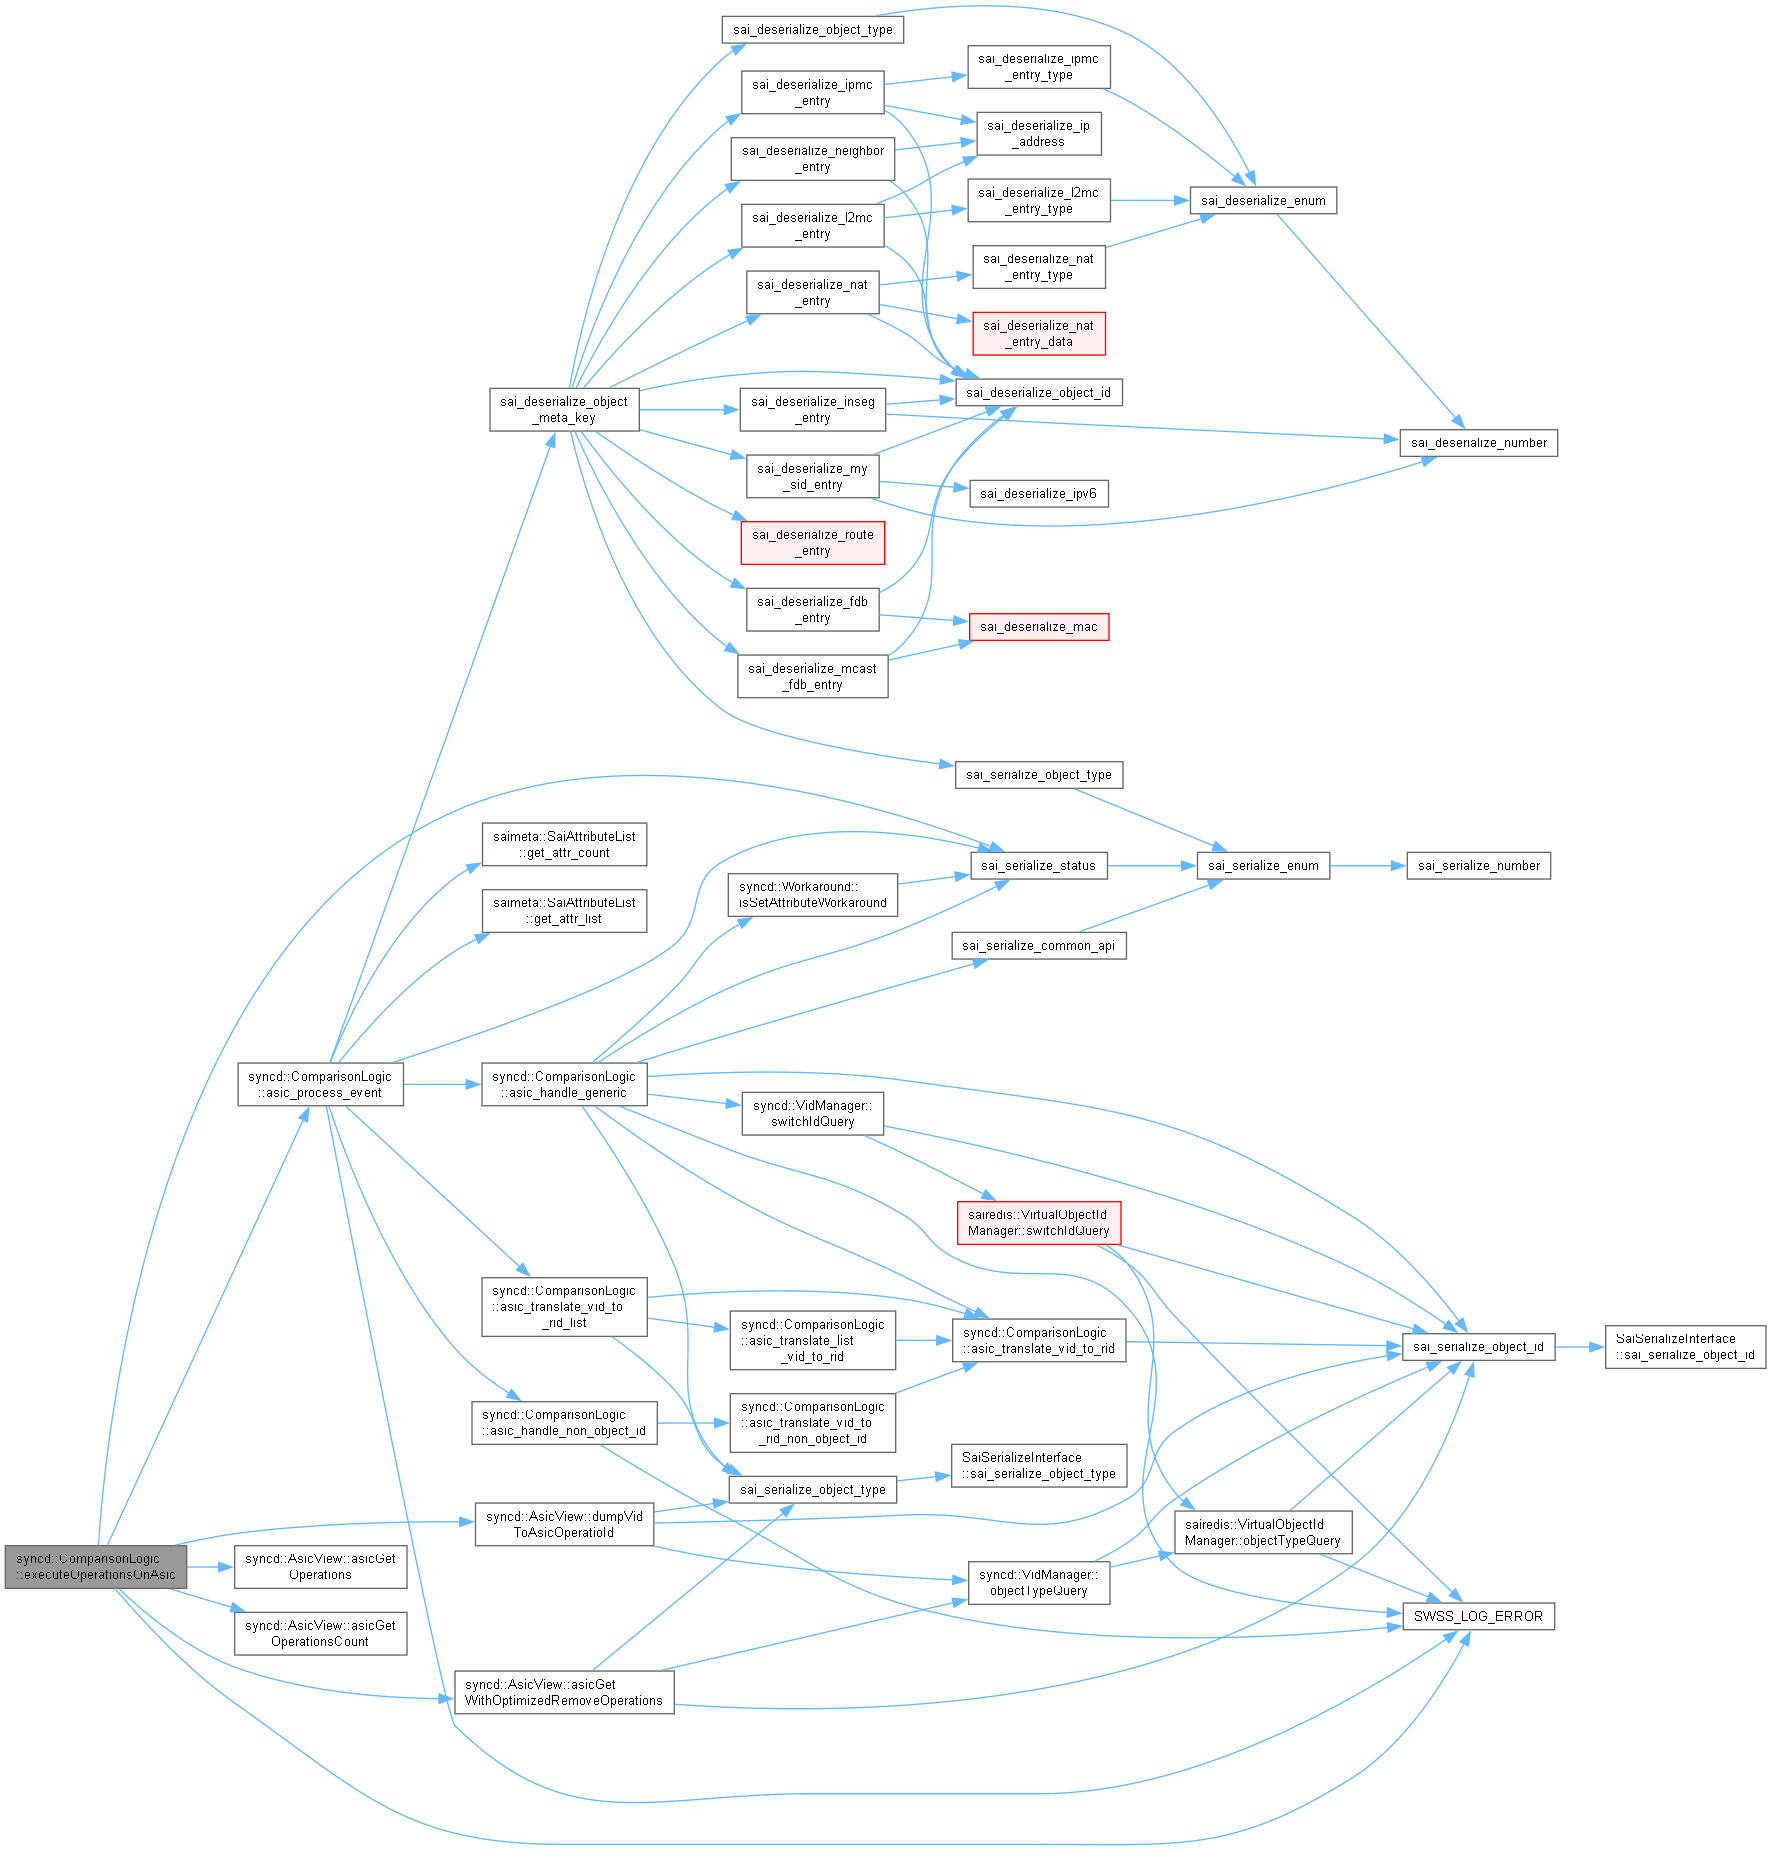 sai_deserialize_object_type
sai_deserialize_ipmc
_entry_type
sai_deserialize_ipmc
_entry
sai_deserialize_ip
_address
sai_deserialize_neighbor
_entry
sai_deserialize_l2mc
_entry_type
sai_deserialize_enum
sai_deserialize_l2mc
_entry
sai_deserialize_nat
_entry_type
sai_deserialize_nat
_entry
sai_deserialize_nat
_entry_data
sai_deserialize_object_id
sai_deserialize_object
_meta_key
sai_deserialize_inseg
_entry
sai_deserialize_number
sai_deserialize_my
_sid_entry
sai_deserialize_ipv6
sai_deserialize_route
_entry
sai_deserialize_fdb
_entry
sai_deserialize_mac
sai_deserialize_mcast
_fdb_entry
sai_serialize_object_type
saimeta::SaiAttributeList
::get_attr_count
sai_serialize_status
sai_serialize_enum
sai_serialize_number
syncd::Workaround::
isSetAttributeWorkaround
saimeta::SaiAttributeList
::get_attr_list
sai_serialize_common_api
syncd::ComparisonLogic
::asic_process_event
syncd::ComparisonLogic
::asic_handle_generic
syncd::VidManager::
switchIdQuery
sairedis::VirtualObjectId
Manager::switchIdQuery
syncd::ComparisonLogic
::asic_translate_vid_to
_rid_list
syncd::ComparisonLogic
::asic_translate_list
_vid_to_rid
syncd::ComparisonLogic
::asic_translate_vid_to_rid
sai_serialize_object_id
SaiSerializeInterface
::sai_serialize_object_id
syncd::ComparisonLogic
::asic_handle_non_object_id
syncd::ComparisonLogic
::asic_translate_vid_to
_rid_non_object_id
SaiSerializeInterface
::sai_serialize_object_type
sai_serialize_object_type
syncd::AsicView::dumpVid
ToAsicOperatioId
sairedis::VirtualObjectId
Manager::objectTypeQuery
syncd::ComparisonLogic
::executeOperationsOnAsic
syncd::AsicView::asicGet
Operations
syncd::VidManager::
objectTypeQuery
SWSS_LOG_ERROR
syncd::AsicView::asicGet
OperationsCount
syncd::AsicView::asicGet
WithOptimizedRemoveOperations